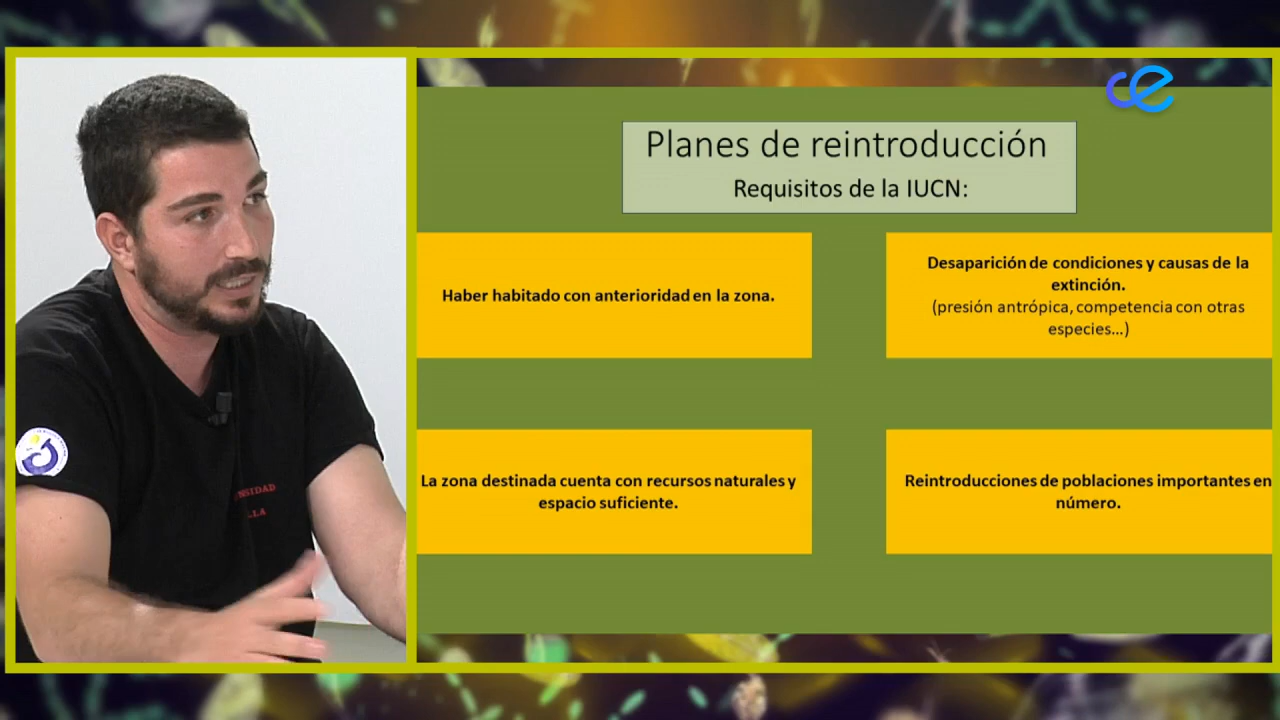 Planes de reintroducción
Requisitos de la IUCN:
Haber habitado con anterioridad en la zona.
Desaparición de condiciones y causas de la
extinción.
(presión antrópica, competencia con otras
especies...)
La zona destinada cuenta con recursos naturales y
espacio suficiente.
Reintroducciones de poblaciones importantes en
número.
ce